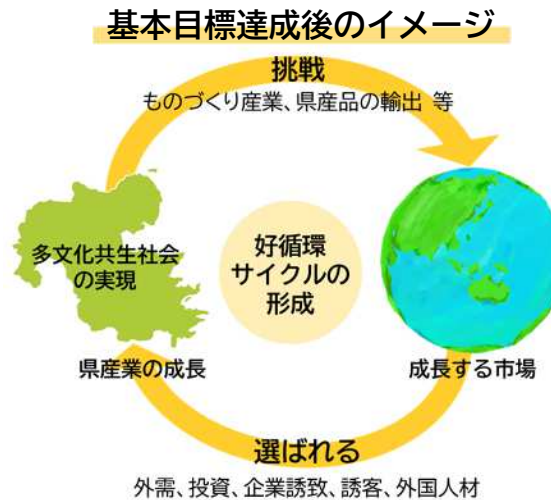 基本目標達成後のイメージ
挑戦
ものづくり産業、県産品の輸出 等
多文化共生社会
の実現
好循環
サイクルの
形成
県産業の成長
成長する市場
選ばれる
外需、投資、企業誘致、誘客、外国人材